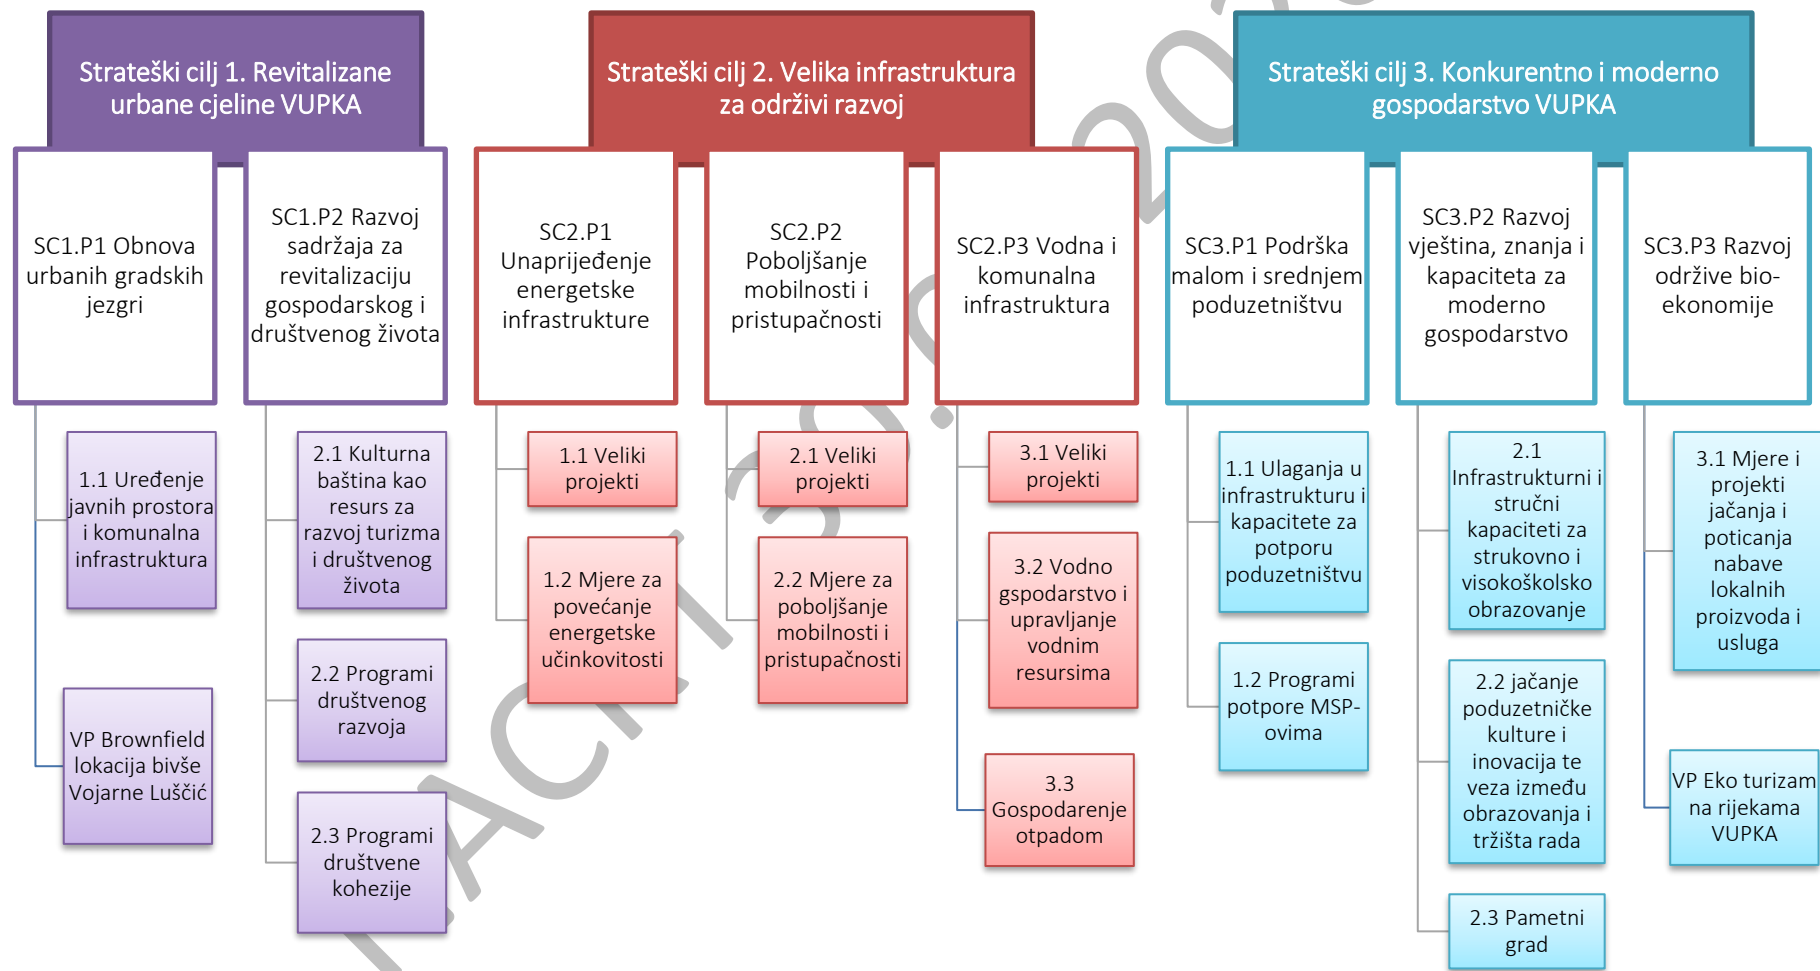 Strateški cilj 1. Revitalizane
urbane cjeline VUPKA
Strateški cilj 2. Velika infrastruktura
za održivi razvoj
Strateški cilj 3. Konkurentno i moderno
gospodarstvo VUPKA
SC1.P1 Obnova
urbanih gradskih
jezgri
SC1.P2 Razvoj
sadržaja za
revitalizaciju
gospodarskog i
društvenog života
SC2.P1
Unaprijeđenje
energetske
infrastrukture
SC2.P2
Poboljšanje
mobilnosti i
pristupačnosti
SC2.P3 Vodna i
komunalna
infrastruktura
SC3.P1 Podrška
malom i srednjem
poduzetništvu
SC3.P2 Razvoj
vještina, znanja i
kapaciteta za
moderno
gospodarstvo
SC3.P3 Razvoj
održive bio-
ekonomije
1.1 Uređenje
javnih prostora
i komunalna
infrastruktura
VP Brownfield
lokacija bivše
Vojarne Luščić
2.1 Kulturna
baština kao
resurs za
razvoj turizma
i društvenog
života
2.2 Programi
društvenog
razvoja
2.3 Programi
društvene
kohezije
1.1 Veliki
projekti
1.2 Mjere za
povećanje
energetske
učinkovitosti
2.1 Veliki
projekti
2.2 Mjere za
poboljšanje
mobilnosti i
pristupačnosti
3.1 Veliki
projekti
3.2 Vodno
gspodarstvo i
upravljanje
vodnim
resursima
3.3
Gospodarenje
otpadom
1.1 Ulaganja u
infrastrukturu i
kapacitete za
potporu
poduzetništvu
1.2 Programi
potpore MSP-
ovima
2.1
Infrastrukturni i
stručni
kapaciteti za
strukovno i
visokoškolsko
obrazovanje
2.2 jačanje
poduzetničke
kulture i
inovacija te
veza između
obrazovanja i
tržišta rada
2.3 Pametni
grad
3.1 Mjere i
projekti
jačanja i
poticanja
nabave
lokalnih
proizvoda i
usluga
VP Eko turizam
na rijekama
VUPKA